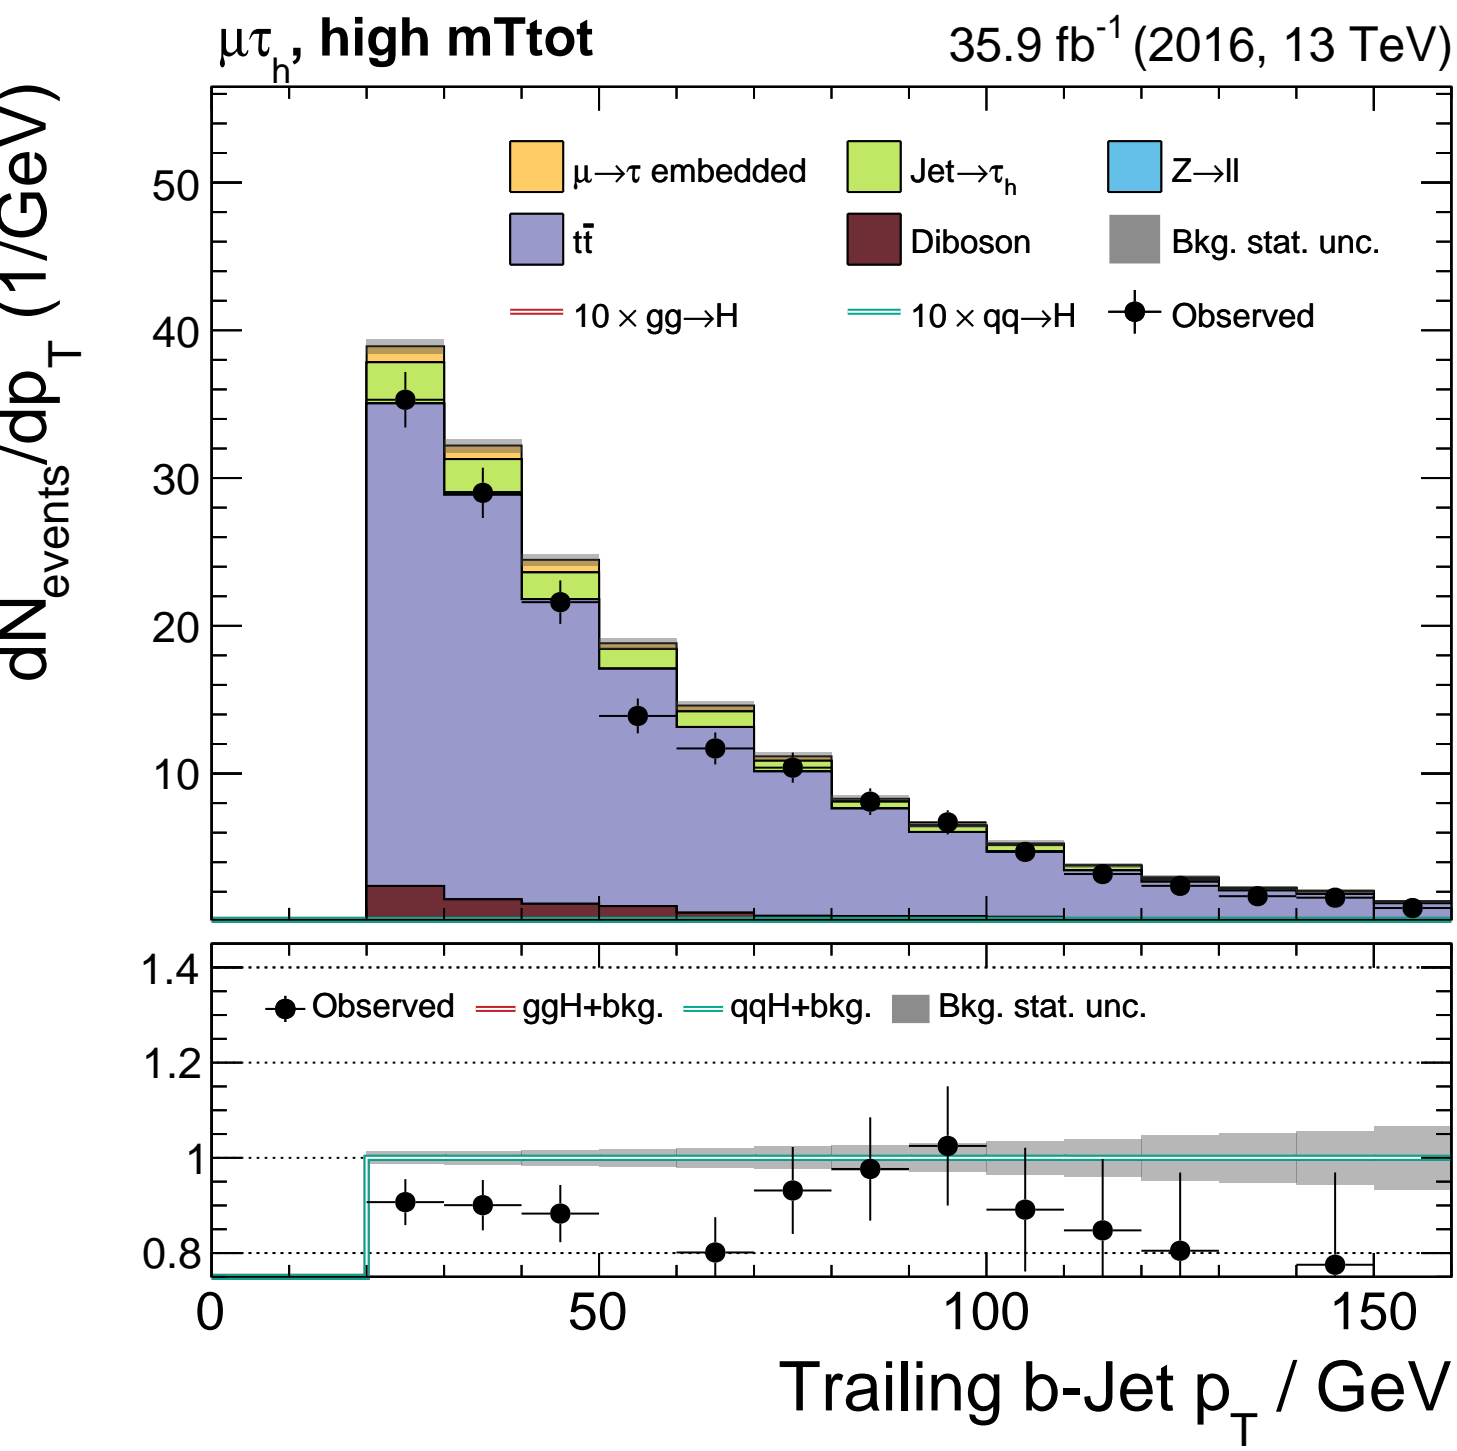 μτh, high mTtot
35.9 fb-1 (2016, 13 TeV)
dNevents/dpT (1/GeV)
50
40
30
20
10
μ→τ embedded
Jet→τh
Z→ll
tt̄
Diboson
Bkg. stat. unc.
10 × gg→H
10 × qq→H
Observed
1.4
1.2
1
0.8
Observed
ggH+bkg.
qqH+bkg.
Bkg. stat. unc.
0
50
100
150
Trailing b-Jet pT / GeV